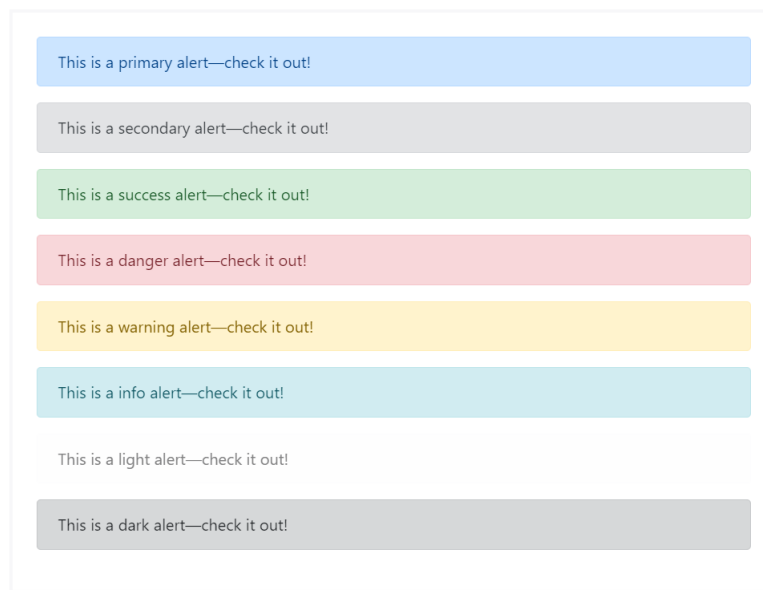 This is a primary alert—check it out!
This is a secondary alert—check it out!
This is a success alert—check it out!
This is a danger alert—check it out!
This is a warning alert—check it out!
This is a info alert—check it out!
This is a light alert—check it out!
This is a dark alert—check it out!